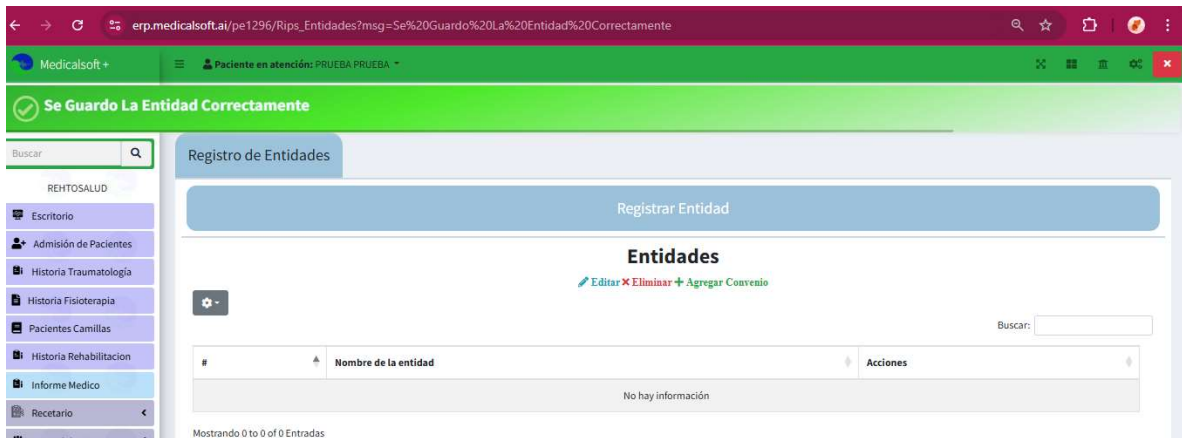 erp.medicalsoft.ai/pe1296/Rips_Entidades?msg=Se%20Guardo%20La%20Entidad%20Correctamente
Medicalsoft +
Paciente en atención: PRUEBA PRUEBA
Se Guardo La Entidad Correctamente
Buscar
REHTOSALUD
Escritorio
Admisión de Pacientes
Historia Traumatología
Historia Fisioterapia
Pacientes Camillas
Historia Rehabilitacion
Informe Medico
Recetario
Registro de Entidades
Registrar Entidad
Entidades
Editar Eliminar Agregar Convenio
Buscar:
# Nombre de la entidad Acciones
No hay información
Mostrando 0 to 0 of 0 Entradas